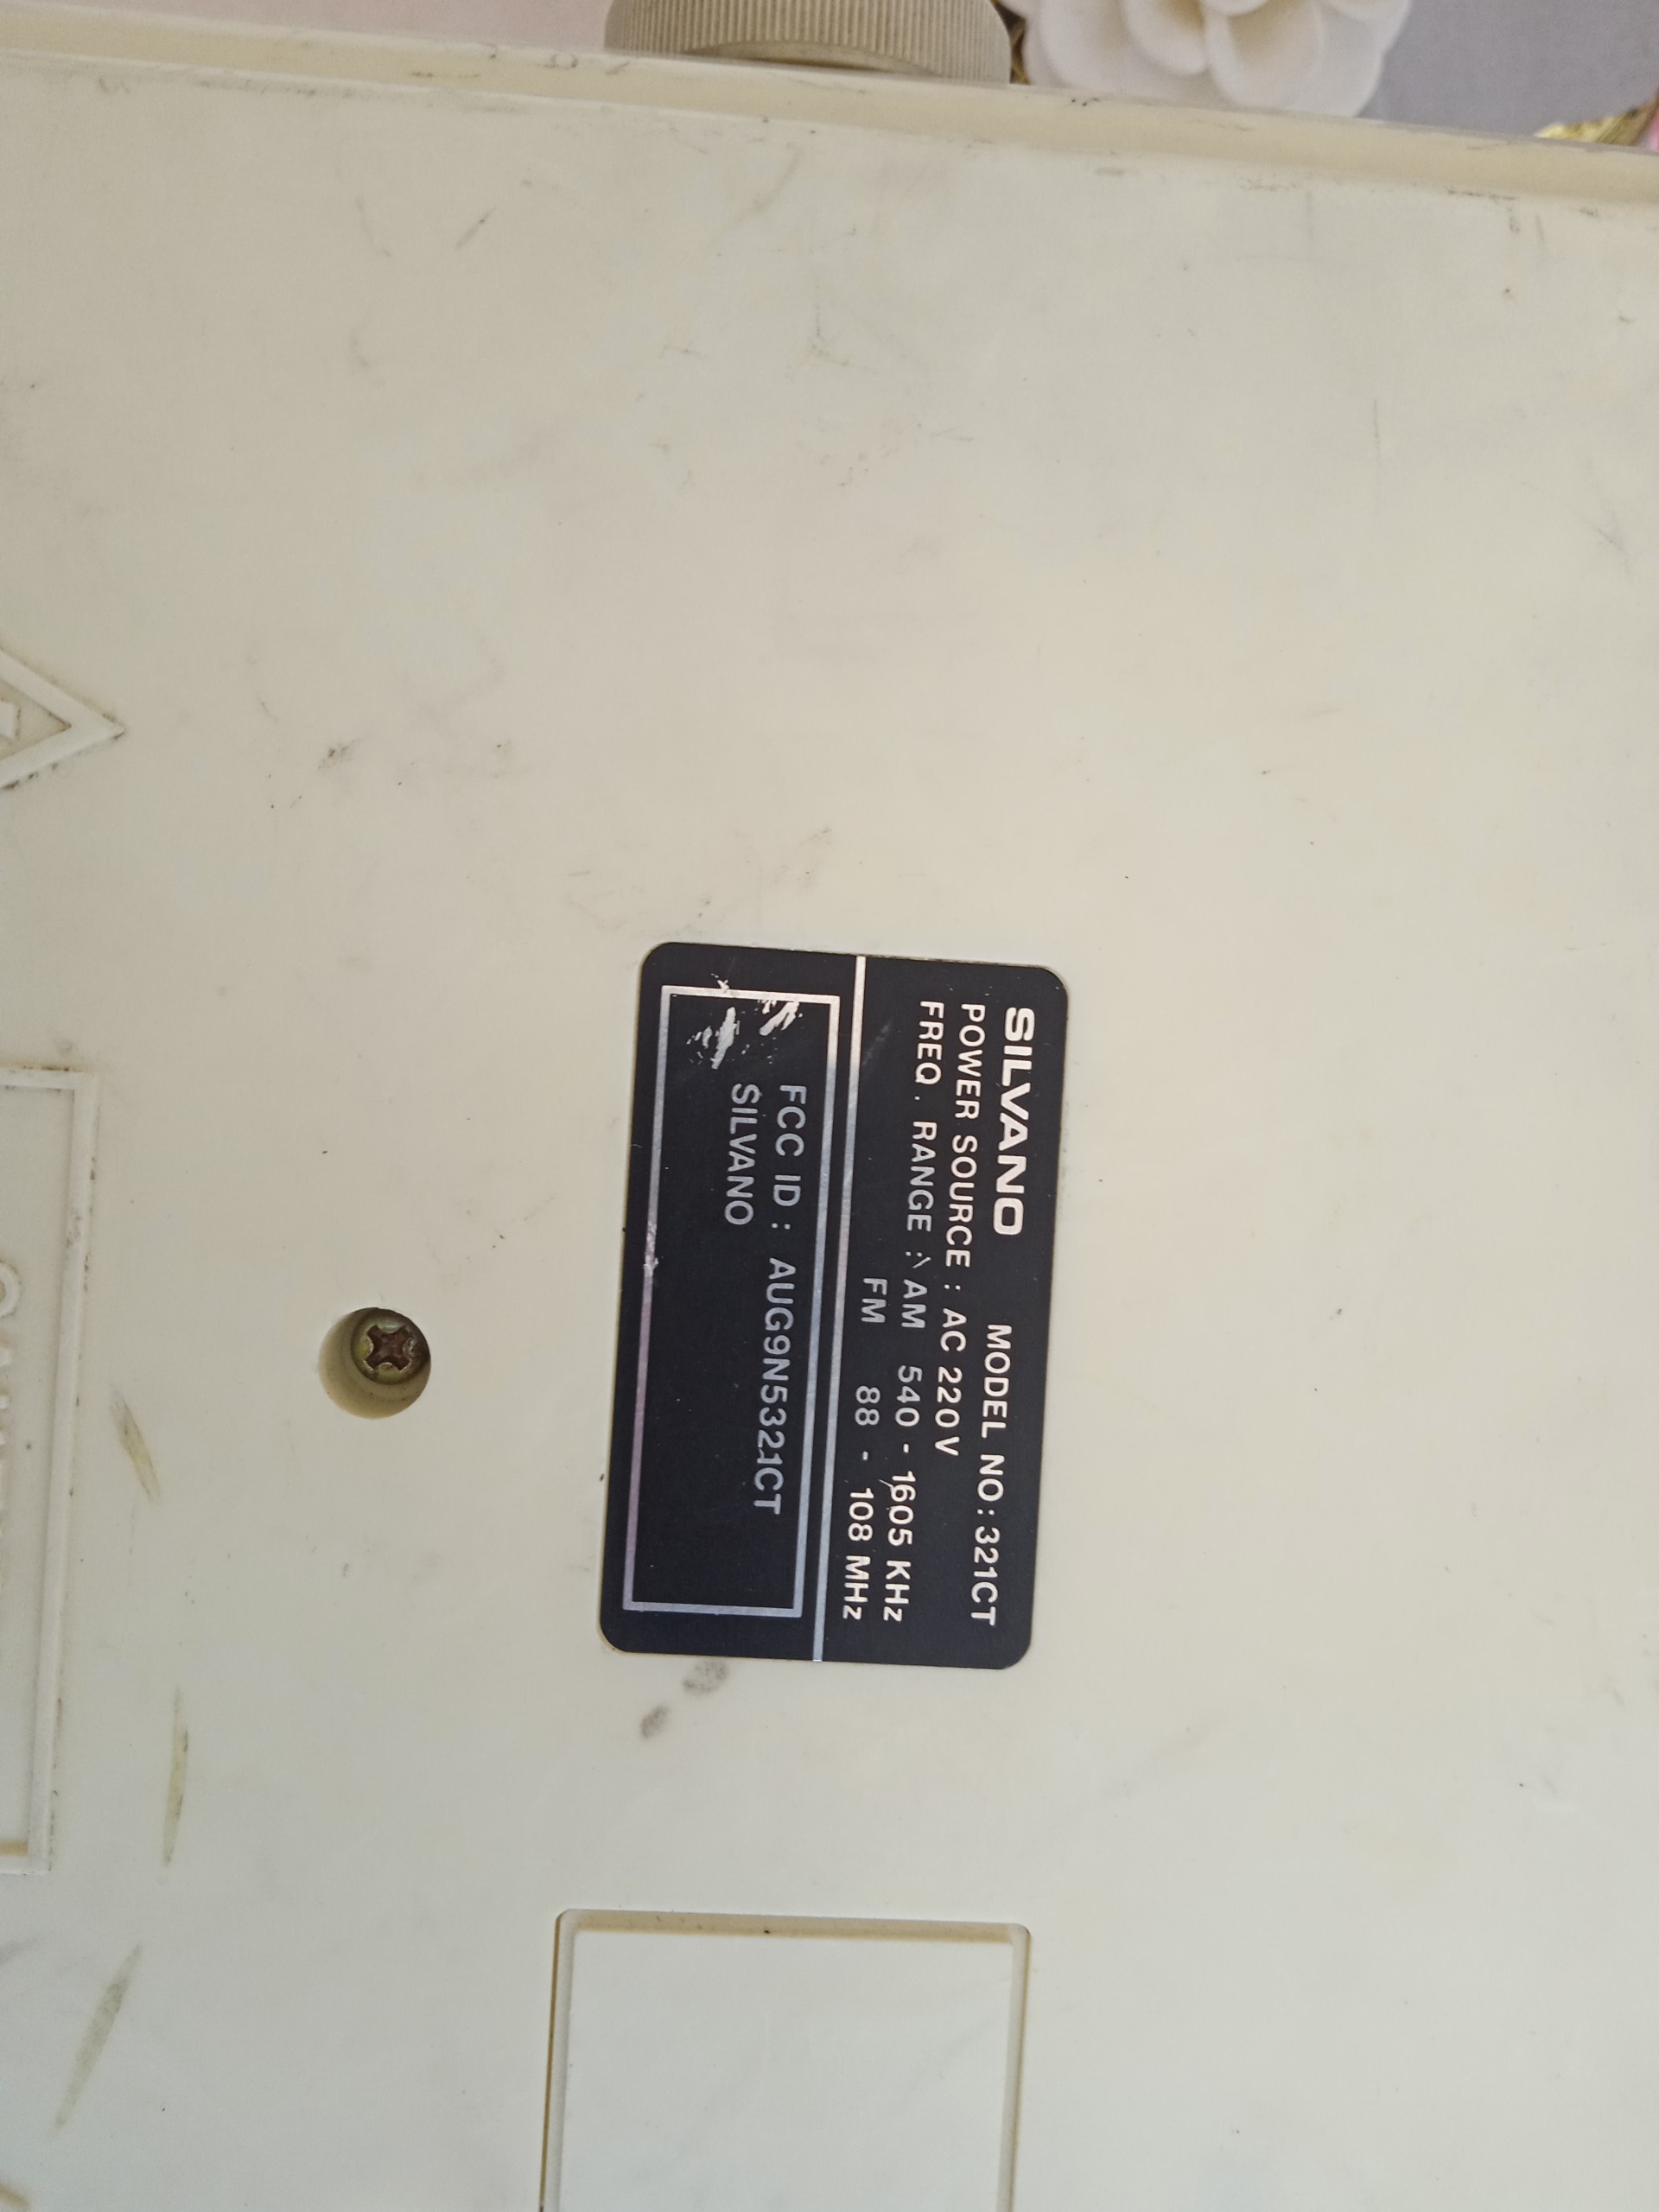 SILVANO MODEL NO: 321CT
POWER SOURCE : AC 220V
FREQ. RANGE : AM 540 - 1605 KHz
FM 88 - 108 MHz
FCC ID : AUG9N5321CT
SILVANO